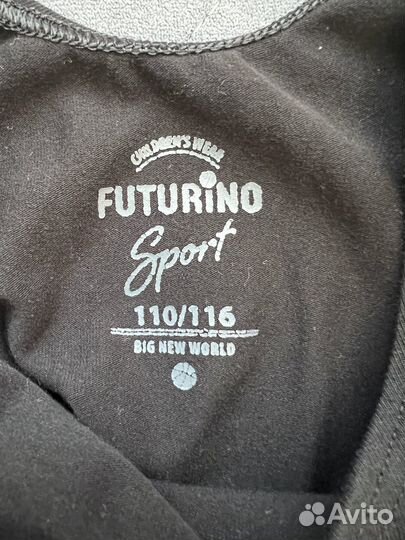 CHILDREN'S WEAR
FUTURINO
Sport
110/116
BIG NEW WORLD
Avito